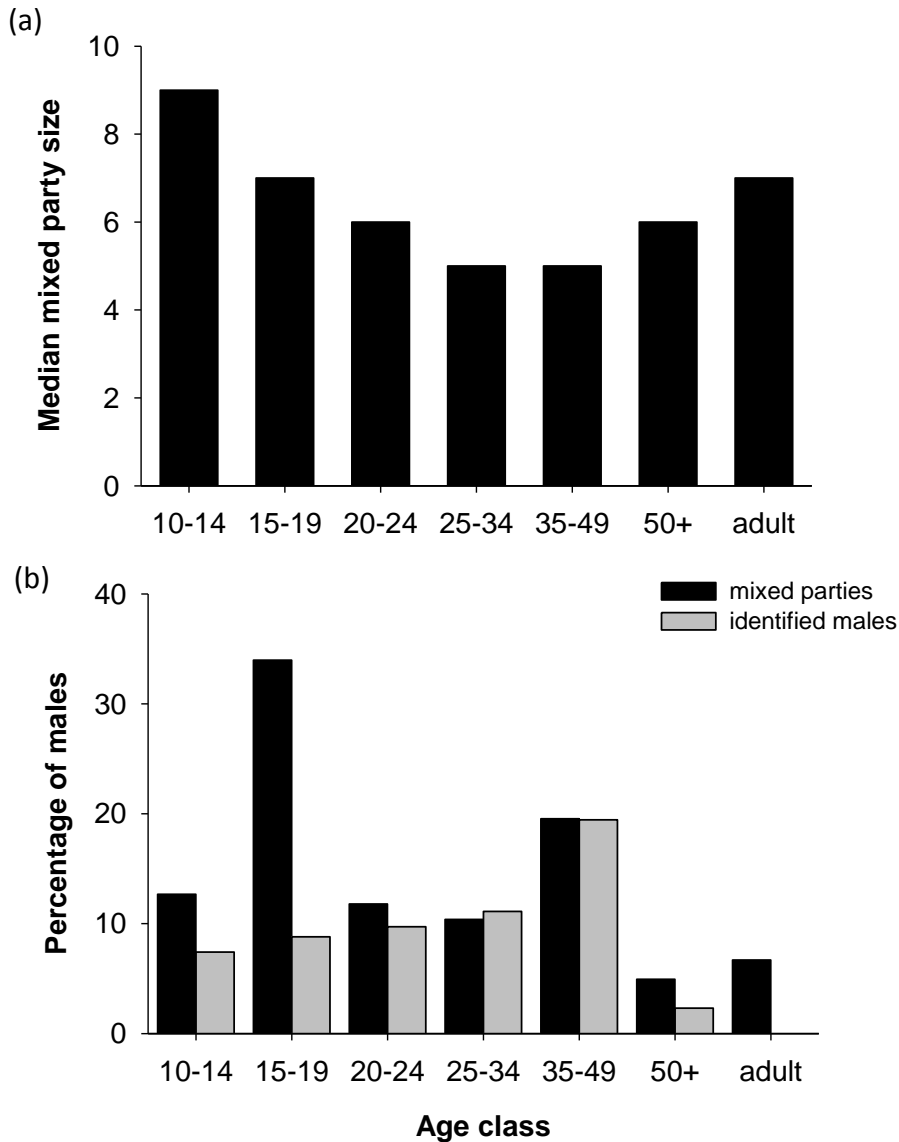 (a)
10
8
6
4
2
0
Median mixed party size
10-14 15-19 20-24 25-34 35-49 50+ adult
(b)
40
30
20
10
0
Percentage of males
mixed parties
identified males
10-14 15-19 20-24 25-34 35-49 50+ adult
Age class